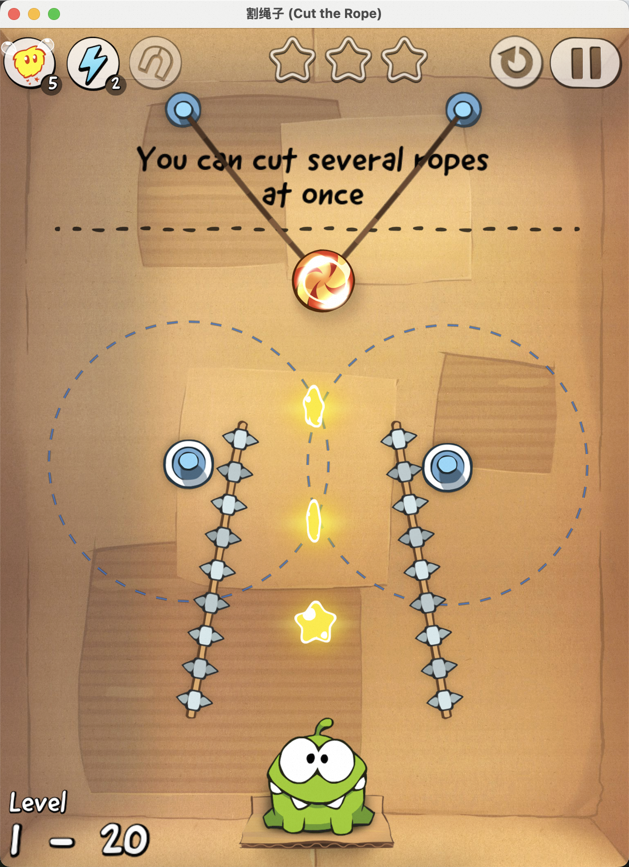 割绳子 (Cut the Rope)
5
2
You can cut several ropes
at once
Level
1 - 20